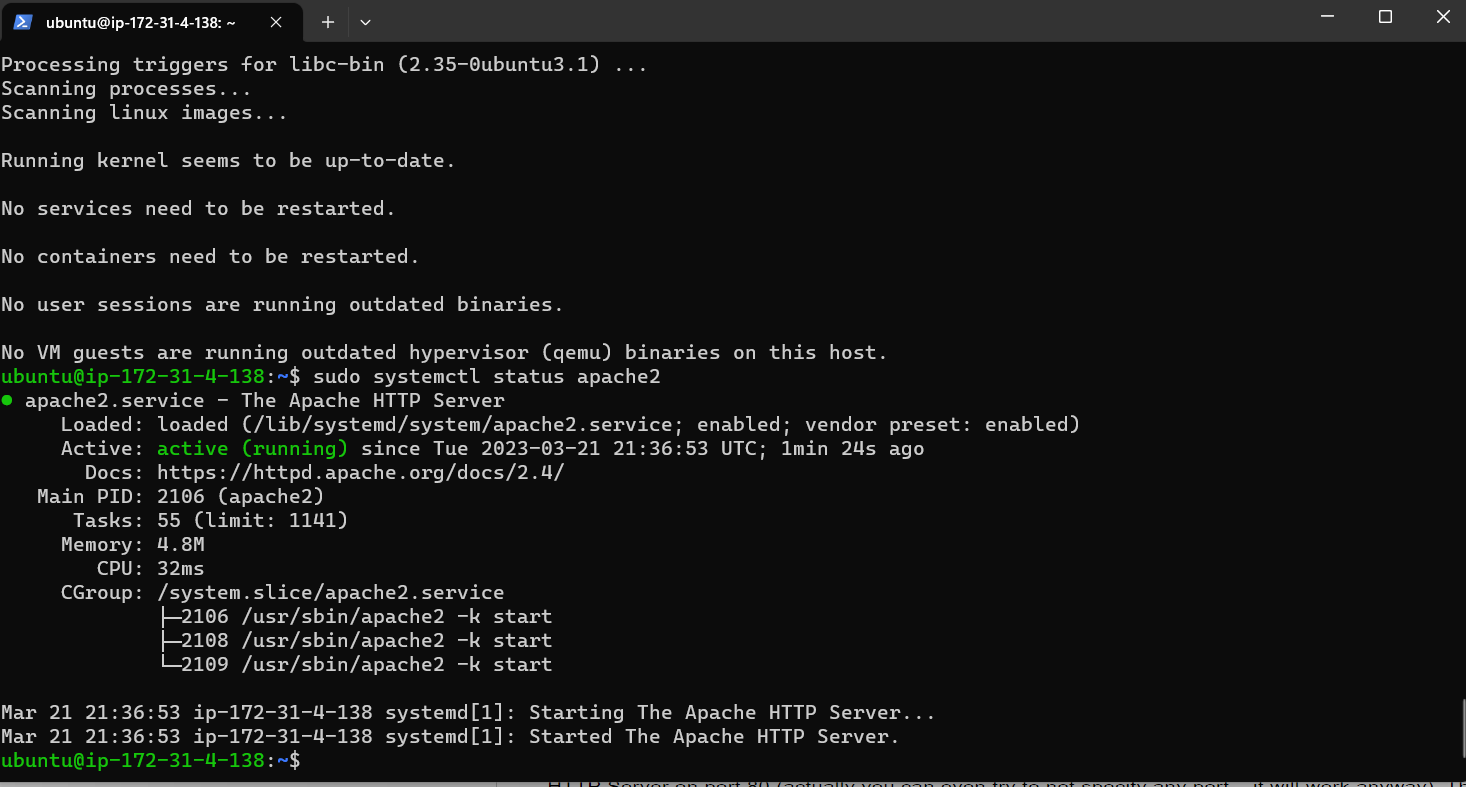 ubuntu@ip-172-31-4-138: ~
Processing triggers for libc-bin (2.35-0ubuntu3.1) ...
Scanning processes...
Scanning linux images...
Running kernel seems to be up-to-date.
No services need to be restarted.
No containers need to be restarted.
No user sessions are running outdated binaries.
No VM guests are running outdated hypervisor (qemu) binaries on this host.
ubuntu@ip-172-31-4-138:~$ sudo systemctl status apache2
● apache2.service - The Apache HTTP Server
Loaded: loaded (/lib/systemd/system/apache2.service; enabled; vendor preset: enabled)
Active: active (running) since Tue 2023-03-21 21:36:53 UTC; 1min 24s ago
Docs: https://httpd.apache.org/docs/2.4/
Main PID: 2106 (apache2)
Tasks: 55 (limit: 1141)
Memory: 4.8M
CPU: 32ms
CGroup: /system.slice/apache2.service
├─2106 /usr/sbin/apache2 -k start
├─2108 /usr/sbin/apache2 -k start
└─2109 /usr/sbin/apache2 -k start
Mar 21 21:36:53 ip-172-31-4-138 systemd[1]: Starting The Apache HTTP Server...
Mar 21 21:36:53 ip-172-31-4-138 systemd[1]: Started The Apache HTTP Server.
ubuntu@ip-172-31-4-138:~$